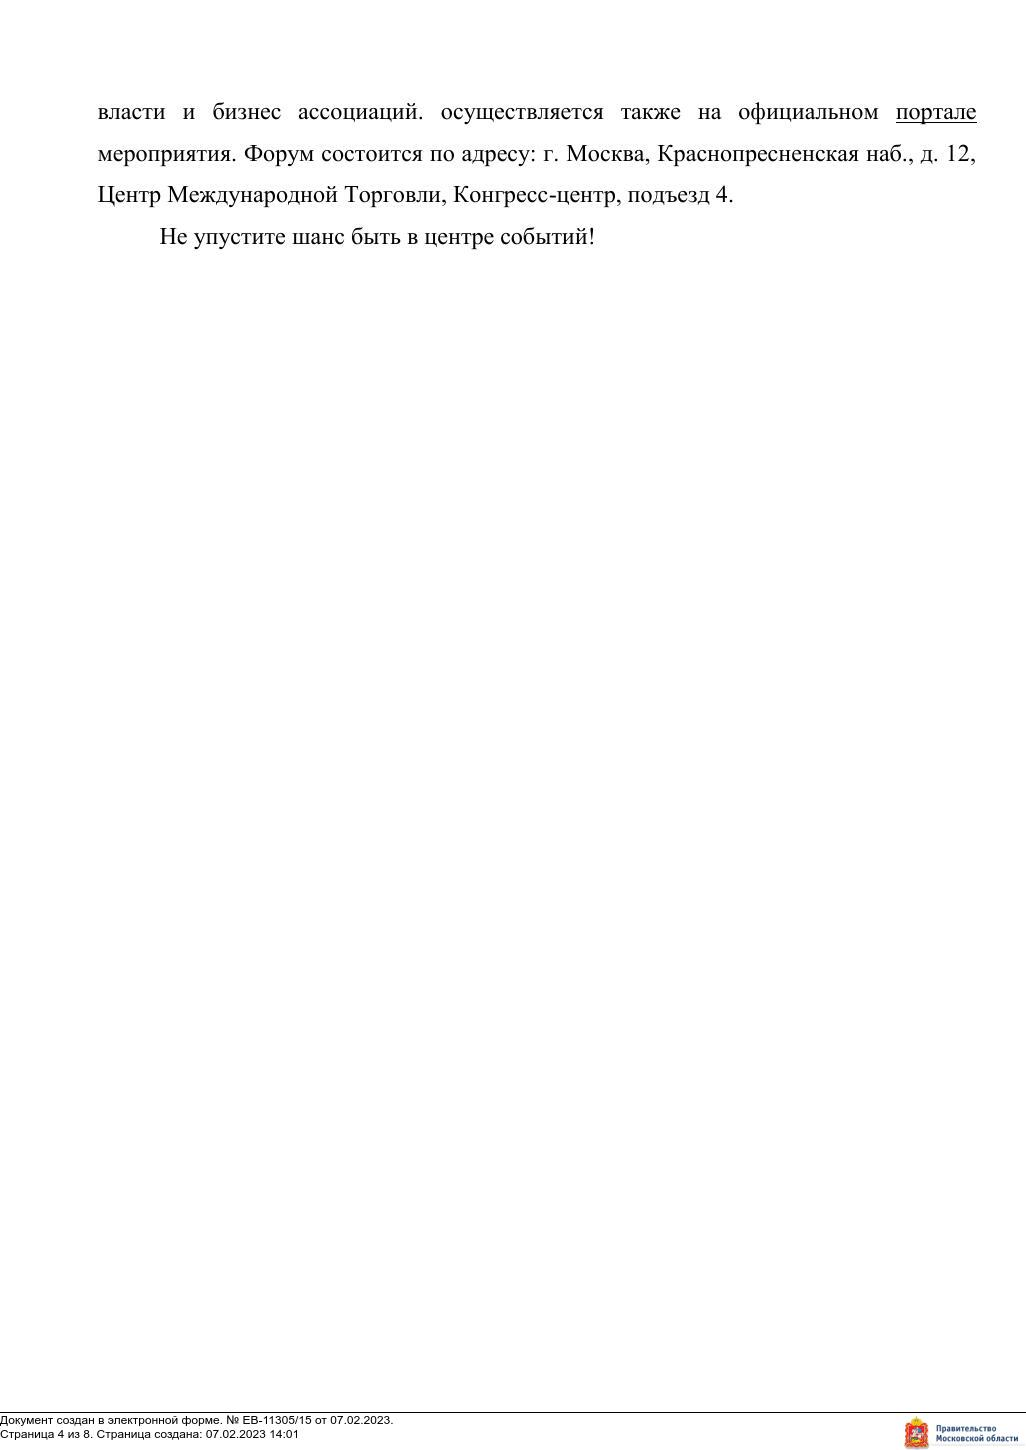 власти и бизнес ассоциаций. осуществляется также на официальном портале
мероприятия. Форум состоится по адресу: г. Москва, Краснопресненская наб., д. 12,
Центр Международной Торговли, Конгресс-центр, подъезд 4.
Не упустите шанс быть в центре событий!
Документ создан в электронной форме. № ЕВ-11305/15 от 07.02.2023.
Страница 4 из 8. Страница создана: 07.02.2023 14:01
Правительство
Московской области